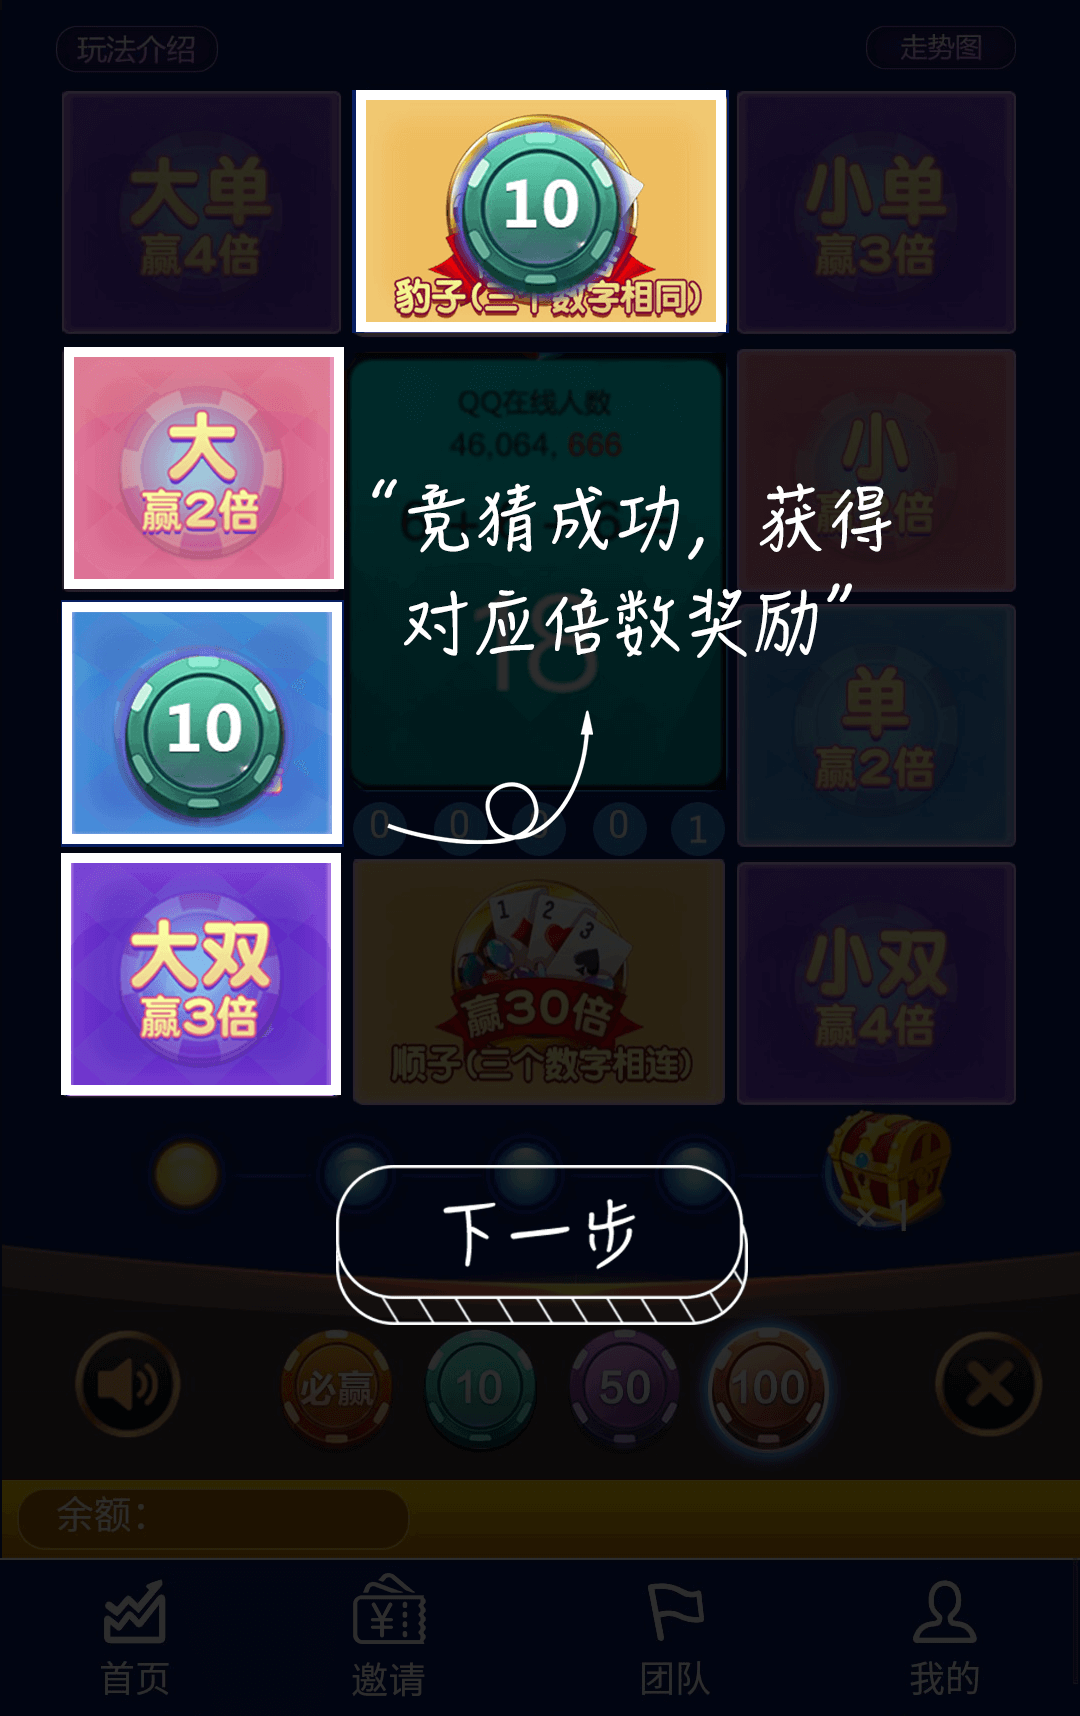 玩法介绍
走势图
大单
赢4倍
10
豹子(三个数字相同)
小单
赢3倍
大
赢2倍
QQ在线人数
46,064, 666
小
“竞猜成功，获得
对应倍数奖励”
18
10
单
赢2倍
0 0 0 0 1
大双
赢3倍
1 2 3
赢30倍
顺子(三个数字相连)
小双
赢4倍
×1
下一步
必赢 10 50 100
余额：
首页 邀请 团队 我的